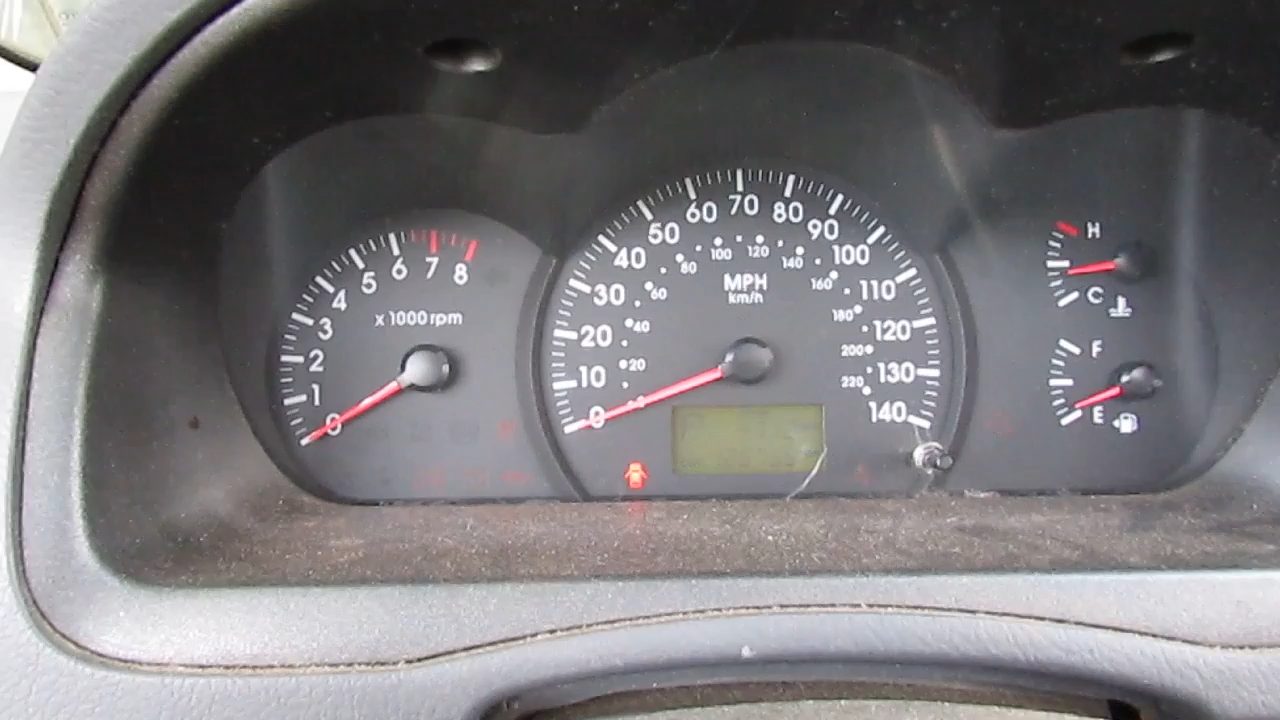 0 1 2 3 4 5 6 7 8
x 1000 rpm
0 10 20 30 40 50 60 70 80 90 100 110 120 130 140
20 40 60 80 100 120 140 160 180 200 220
MPH
km/h
H
C
F
E